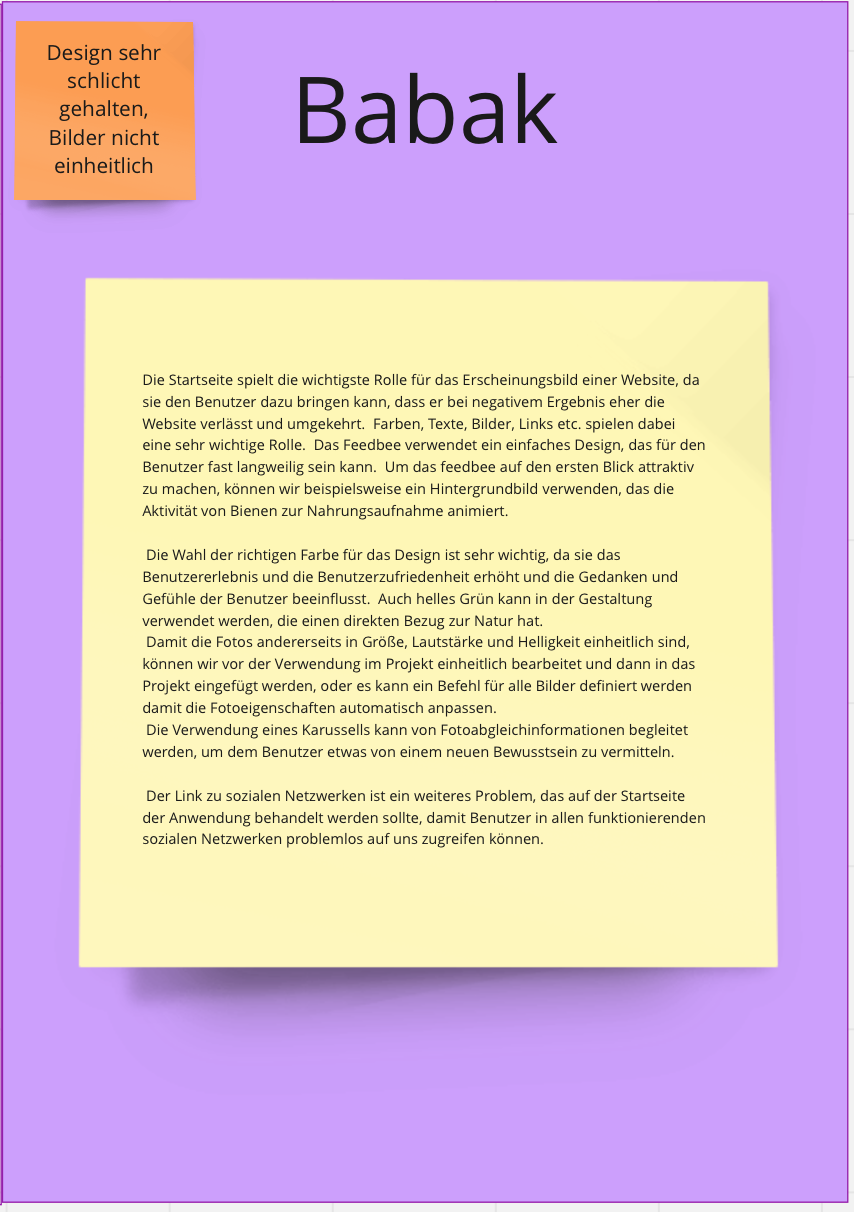 Design sehr
schlicht
gehalten,
Bilder nicht
einheitlich
Babak
Die Startseite spielt die wichtigste Rolle für das Erscheinungsbild einer Website, da
sie den Benutzer dazu bringen kann, dass er bei negativem Ergebnis eher die
Website verlässt und umgekehrt.  Farben, Texte, Bilder, Links etc. spielen dabei
eine sehr wichtige Rolle.  Das Feedbee verwendet ein einfaches Design, das für den
Benutzer fast langweilig sein kann.  Um das feedbee auf den ersten Blick attraktiv
zu machen, können wir beispielsweise ein Hintergrundbild verwenden, das die
Aktivität von Bienen zur Nahrungsaufnahme animiert.
Die Wahl der richtigen Farbe für das Design ist sehr wichtig, da sie das
Benutzererlebnis und die Benutzerzufriedenheit erhöht und die Gedanken und
Gefühle der Benutzer beeinflusst.  Auch helles Grün kann in der Gestaltung
verwendet werden, die einen direkten Bezug zur Natur hat.
Damit die Fotos andererseits in Größe, Lautstärke und Helligkeit einheitlich sind,
können wir vor der Verwendung im Projekt einheitlich bearbeitet und dann in das
Projekt eingefügt werden, oder es kann ein Befehl für alle Bilder definiert werden
damit die Fotoeigenschaften automatisch anpassen.
Die Verwendung eines Karussells kann von Fotoabgleichinformationen begleitet
werden, um dem Benutzer etwas von einem neuen Bewusstsein zu vermitteln.
Der Link zu sozialen Netzwerken ist ein weiteres Problem, das auf der Startseite
der Anwendung behandelt werden sollte, damit Benutzer in allen funktionierenden
sozialen Netzwerken problemlos auf uns zugreifen können.